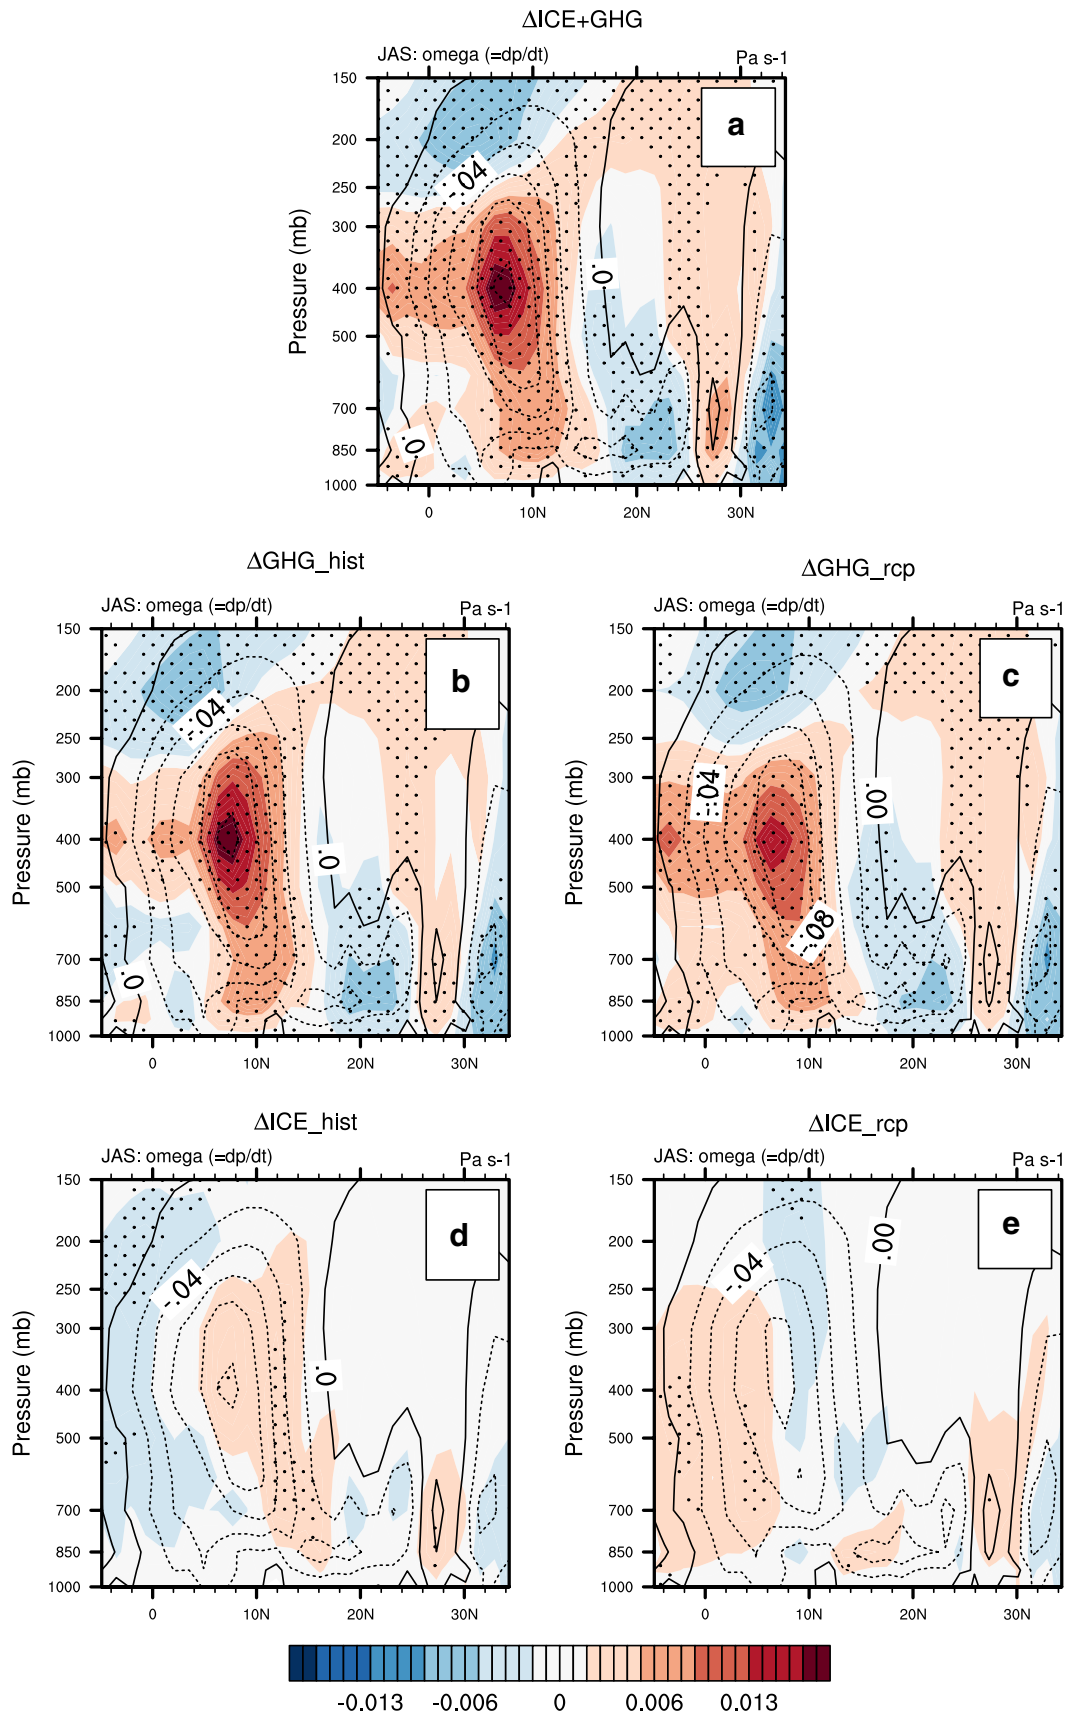 ΔICE+GHG
JAS: omega (=dp/dt) Pa s-1
a
Pressure (mb)
150
200
250
300
400
500
700
850
1000
-.04
0.
0.
0 10N 20N 30N
ΔGHG_hist
JAS: omega (=dp/dt) Pa s-1
b
Pressure (mb)
150
200
250
300
400
500
700
850
1000
-.04
0
0
0 10N 20N 30N
ΔGHG_rcp
JAS: omega (=dp/dt) Pa s-1
c
Pressure (mb)
150
200
250
300
400
500
700
850
1000
-.04
.00
-.08
0 10N 20N 30N
ΔICE_hist
JAS: omega (=dp/dt) Pa s-1
d
Pressure (mb)
150
200
250
300
400
500
700
850
1000
-.04
0.
0 10N 20N 30N
ΔICE_rcp
JAS: omega (=dp/dt) Pa s-1
e
Pressure (mb)
150
200
250
300
400
500
700
850
1000
-.04
.00
0 10N 20N 30N
-0.013 -0.006 0 0.006 0.013